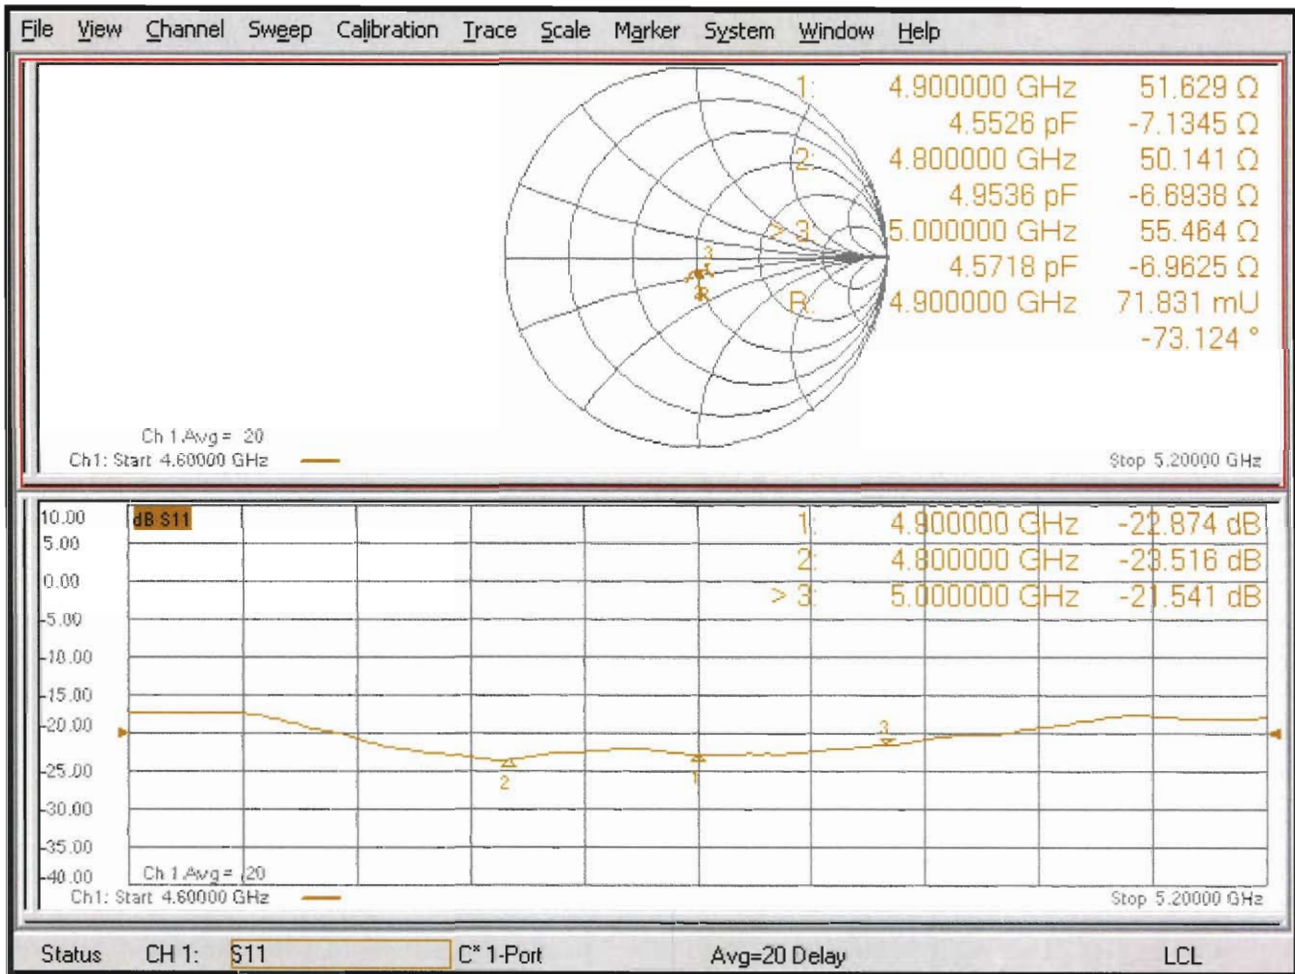 File View Channel Sweep Calibration Trace Scale Marker System Window Help
1: 4.900000 GHz 51.629 Ω
4.5526 pF -7.1345 Ω
2: 4.800000 GHz 50.141 Ω
4.9536 pF -6.6938 Ω
> 3: 5.000000 GHz 55.464 Ω
4.5718 pF -6.9625 Ω
R: 4.900000 GHz 71.831 mU
-73.124 °
3
Ch 1 Avg = 20
Ch1: Start 4.60000 GHz
Stop 5.20000 GHz
dB S11
10.00
5.00
0.00
-5.00
-10.00
-15.00
-20.00
-25.00
-30.00
-35.00
-40.00
1: 4.900000 GHz -22.874 dB
2: 4.800000 GHz -23.516 dB
> 3: 5.000000 GHz -21.541 dB
2
1
3
Ch 1 Avg = 20
Ch1: Start 4.60000 GHz
Stop 5.20000 GHz
Status CH 1: S11 C* 1-Port Avg=20 Delay LCL